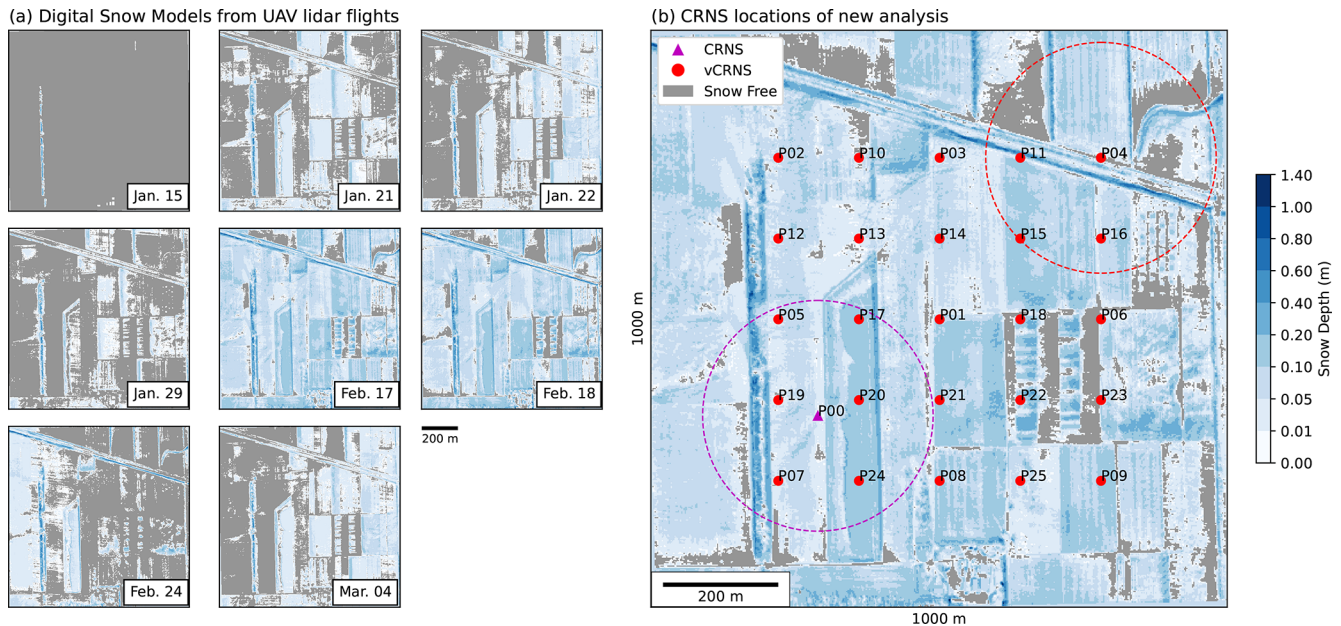 (a) Digital Snow Models from UAV lidar flights
Jan. 15
Jan. 21
Jan. 22
Jan. 29
Feb. 17
Feb. 18
200 m
Feb. 24
Mar. 04
(b) CRNS locations of new analysis
CRNS
vCRNS
Snow Free
P02
P10
P03
P11
P04
P12
P13
P14
P15
P16
P05
P17
P01
P18
P06
P19
P00
P20
P21
P22
P23
P07
P24
P08
P25
P09
200 m
1000 m
1000 m
1.40
1.00
0.80
0.60
0.40
0.20
0.10
0.05
0.01
0.00
Snow Depth (m)